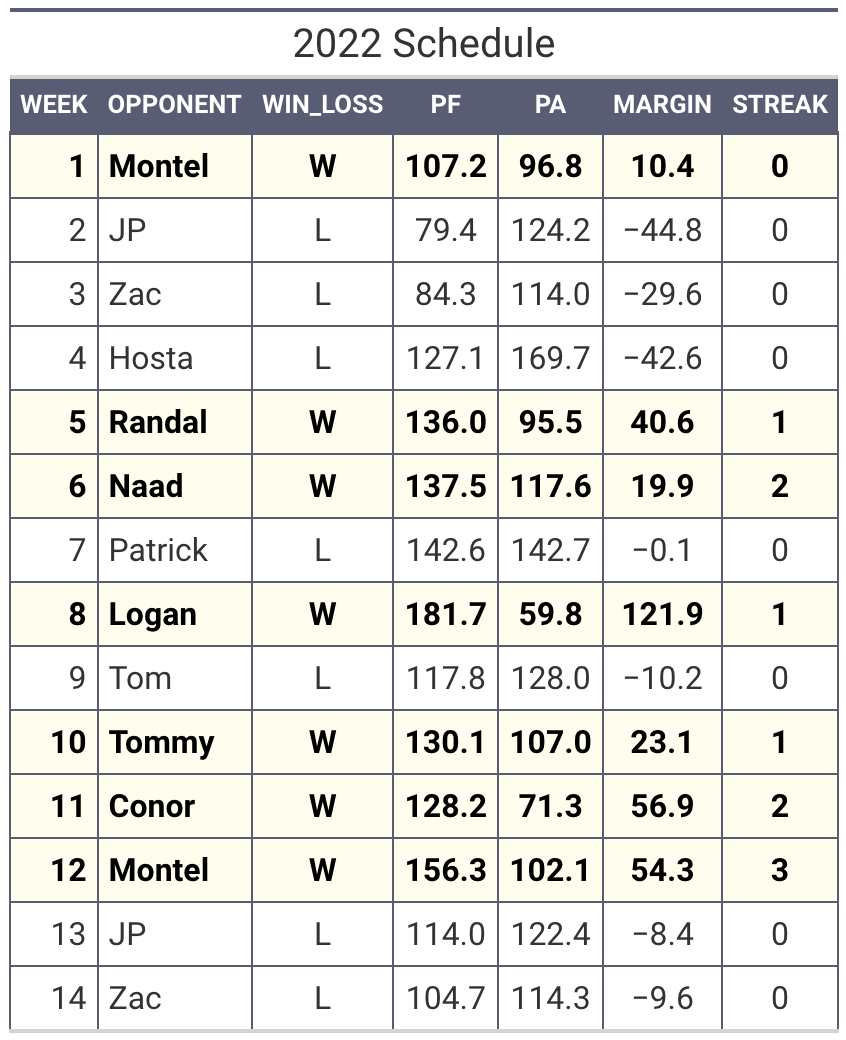 2022 Schedule
WEEK OPPONENT WIN_LOSS PF PA MARGIN STREAK
1 Montel W 107.2 96.8 10.4 0
2 JP L 79.4 124.2 −44.8 0
3 Zac L 84.3 114.0 −29.6 0
4 Hosta L 127.1 169.7 −42.6 0
5 Randal W 136.0 95.5 40.6 1
6 Naad W 137.5 117.6 19.9 2
7 Patrick L 142.6 142.7 −0.1 0
8 Logan W 181.7 59.8 121.9 1
9 Tom L 117.8 128.0 −10.2 0
10 Tommy W 130.1 107.0 23.1 1
11 Conor W 128.2 71.3 56.9 2
12 Montel W 156.3 102.1 54.3 3
13 JP L 114.0 122.4 −8.4 0
14 Zac L 104.7 114.3 −9.6 0